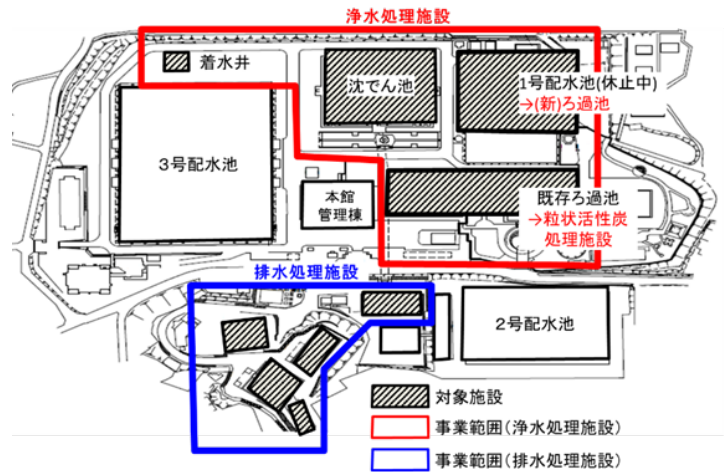 浄水処理施設
着水井
沈でん池
1号配水池(休止中)
→(新)ろ過池
3号配水池
本館
管理棟
既存ろ過池
→粒状活性炭
処理施設
排水処理施設
2号配水池
対象施設
事業範囲(浄水処理施設)
事業範囲(排水処理施設)